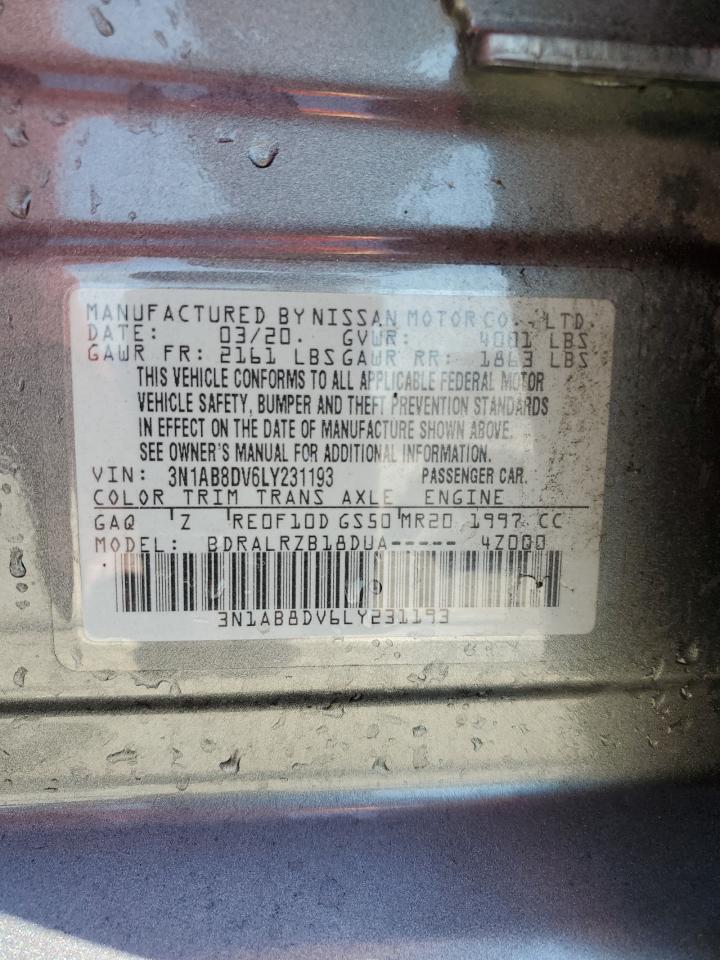 MANUFACTURED BY NISSAN MOTOR CO., LTD.
DATE: 03/20. GVWR: 4001 LBS
GAWR FR: 2161 LBS GAWR RR: 1863 LBS
THIS VEHICLE CONFORMS TO ALL APPLICABLE FEDERAL MOTOR
VEHICLE SAFETY, BUMPER AND THEFT PREVENTION STANDARDS
IN EFFECT ON THE DATE OF MANUFACTURE SHOWN ABOVE.
SEE OWNER'S MANUAL FOR ADDITIONAL INFORMATION.
VIN: 3N1AB8DV6LY231193 PASSENGER CAR.
COLOR TRIM TRANS AXLE ENGINE
GAQ Z RE0F10D GS50 MR20 1997 CC
MODEL: BDRALRZB18DUA----- 4Z000
3N1AB8DV6LY231193